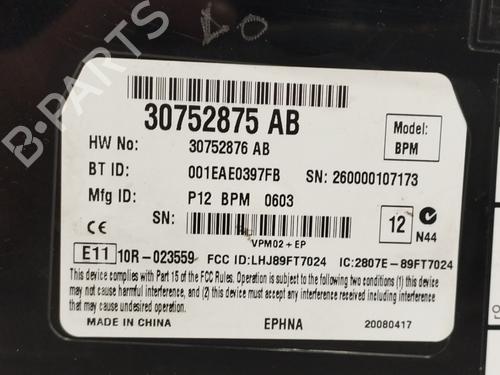 B-PARTS
30752875 AB
Model:
BPM
HW No: 30752876 AB
BT ID: 001EAE0397FB SN: 260000107173
Mfg ID: P12 BPM 0603
SN:
12
N44
VPM02+EP
CE
E11 10R-023559 FCC ID:LHJ89FT7024 IC:2807E-89FT7024
This device complies with Part 15 of the FCC Rules. Operation is subject to the following two conditions (1) this device
may not cause harmful interference, and (2) this device must accept any interference received including interference
that may cause undesired operation.
MADE IN CHINA EPHNA 20080417